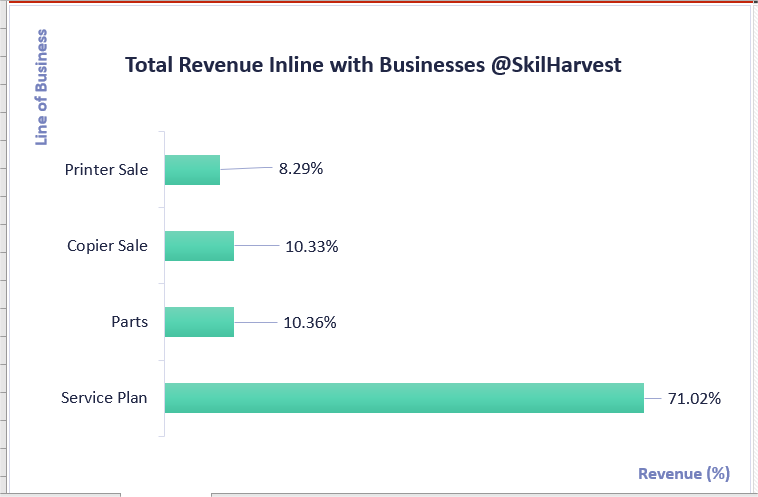 Line of Business
Total Revenue Inline with Businesses @SkilHarvest
Printer Sale
8.29%
Copier Sale
10.33%
Parts
10.36%
Service Plan
71.02%
Revenue (%)